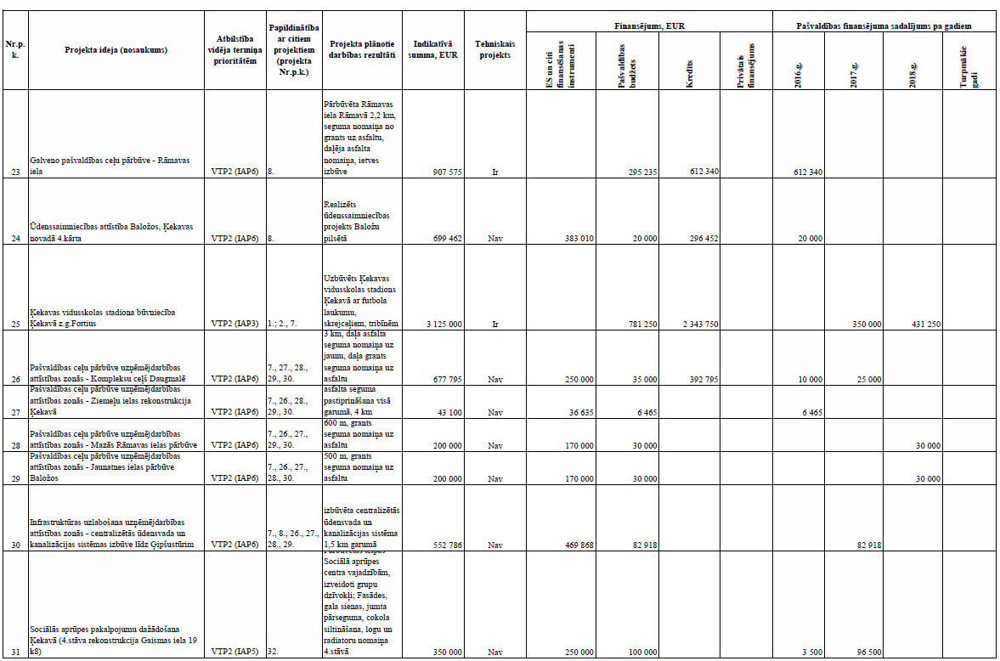 Nr.p.
k.
Projekta ideja (nosaukums)
Atbilstība
vidēja termiņa
prioritātēm
Papildinātība
ar citiem
projektiem
(projekta
Nr.p.k.)
Projekta plānotie
darbības rezultāti
Indikatīvā
summa, EUR
Tehniskais
projekts
Finansējums, EUR
ES un citi
finansēšanas
instrumenti
Pašvaldības
budžets
Kredīts
Privātais
finansējums
Pašvaldības finansējuma sadalījums pa gadiem
2016.g.
2017.g.
2018.g.
Turpmākie
gadi
23
Galveno pašvaldības ceļu pārbūve - Rāmavas
iela
VTP2 (IAP6)
8.
Pārbūvēta Rāmavas
iela Rāmavā 2,2 km,
seguma nomaiņa no
grants uz asfaltu,
daļēja asfalta
nomaiņa, ietves
izbūve
907 575
Ir
295 235
612 340
612 340
24
Ūdenssaimniecības attīstība Baložos, Ķekavas
novadā 4.kārta
VTP2 (IAP6)
8.
Realizēts
ūdenssaimniecības
projekts Baložu
pilsētā
699 462
Nav
383 010
20 000
296 452
20 000
25
Ķekavas vidusskolas stadiona būvniecība
Ķekavā z.g.Fortius
VTP2 (IAP3)
1.; 2., 7.
Uzbūvēts Ķekavas
vidusskolas stadions
Ķekavā ar futbola
laukumu,
skrejceļiem, tribīnēm
3 125 000
Ir
781 250
2 343 750
350 000
431 250
26
Pašvaldības ceļu pārbūve uzņēmējdarbības
attīstības zonās - Kompleksu ceļš Daugmalē
VTP2 (IAP6)
7., 27., 28.,
29., 30.
3 km, daļa asfalta
seguma nomaiņa uz
jaunu, daļa grants
seguma nomaiņa uz
asfaltu
677 795
Nav
250 000
35 000
392 795
10 000
25 000
27
Pašvaldības ceļu pārbūve uzņēmējdarbības
attīstības zonās - Ziemeļu ielas rekonstrukcija
Ķekavā
VTP2 (IAP6)
7., 26., 28.,
29., 30.
asfalta seguma
pastiprināšana visā
garumā, 4 km
43 100
Nav
36 635
6 465
6 465
28
Pašvaldības ceļu pārbūve uzņēmējdarbības
attīstības zonās - Mazās Rāmavas ielas pārbūve
VTP2 (IAP6)
7., 26., 27.,
29., 30.
600 m, grants
seguma nomaiņa uz
asfaltu
200 000
Nav
170 000
30 000
30 000
29
Pašvaldības ceļu pārbūve uzņēmējdarbības
attīstības zonās - Jaunatnes ielas pārbūve
Baložos
VTP2 (IAP6)
7., 26., 27.,
28., 30.
500 m, grants
seguma nomaiņa uz
asfaltu
200 000
Nav
170 000
30 000
30 000
30
Infrastruktūras uzlabošana uzņēmējdarbības
attīstības zonās - centralizētās ūdensvada un
kanalizācijas sistēmas izbūve līdz Ģipšustūrim
VTP2 (IAP6)
7., 8., 26., 27.,
28., 29.
izbūvēta centralizētās
ūdensvada un
kanalizācijas sistēma
1,5 km garumā
552 786
Nav
469 868
82 918
82 918
31
Sociālās aprūpes pakalpojumu dažādošana
Ķekavā (4.stāva rekonstrukcija Gaismas iela 19
k8)
VTP2 (IAP5)
32.
Sociālā aprūpes
centra vajadzībām,
izveidoti grupu
dzīvokļi; Fasādes,
gala sienas, jumta
pārseguma, cokola
siltināšana, logu un
radiatoru nomaiņa
4.stāvā
350 000
Nav
250 000
100 000
3 500
96 500